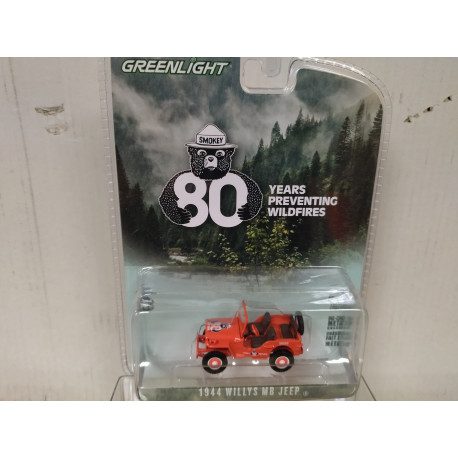 GREENLIGHT
SMOKEY
80
YEARS
PREVENTING
WILDFIRES
1944 WILLYS MB JEEP